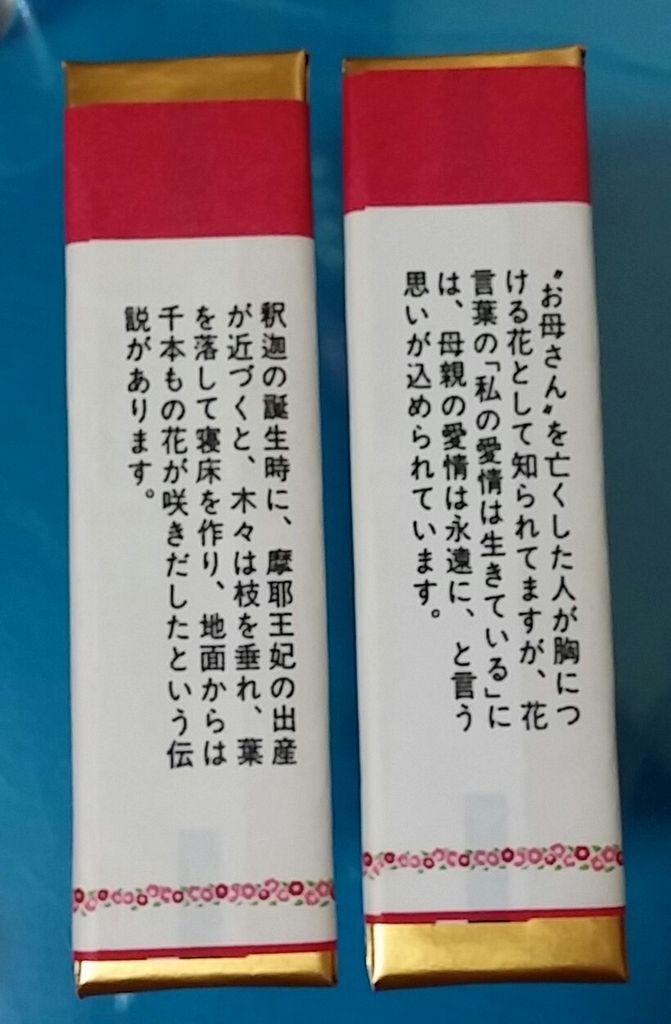 〝お母さん〟を亡くした人が胸につ
ける花として知られてますが、花
言葉の「私の愛情は生きている」に
は、母親の愛情は永遠に、と言う
思いが込められています。
釈迦の誕生時に、摩耶王妃の出産
が近づくと、木々は枝を垂れ、葉
を落して寝床を作り、地面からは
千本もの花が咲きだしたという伝
説があります。